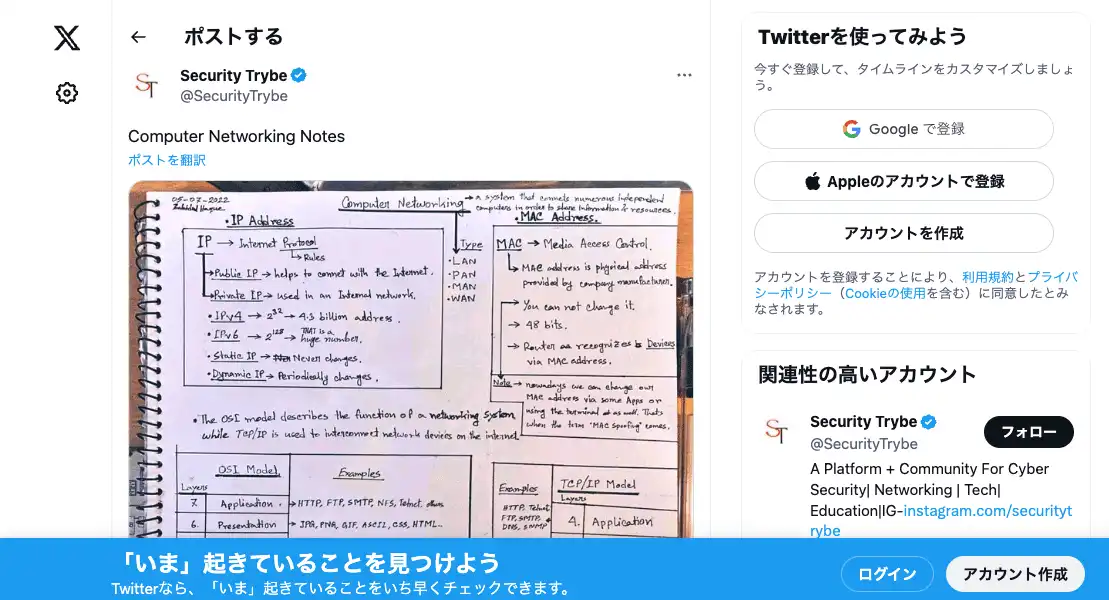 ポストする
Security Trybe
@SecurityTrybe
Computer Networking Notes
ポストを翻訳
05-07-2022
Computer Networking → a system that connets numerous independent
computers in order to share information & resources.
• IP Address
IP → Internet Protocol
↳ Rules
Public IP → helps to connet with the Internet.
Private IP → used in an Internal network.
• IPv4 → 2^32 → 4.3 billion address.
• IPv6 → 2^128 → THAT is a
huge number.
• Static IP → Never changes.
• Dynamic IP → Periodically changes.
Type
• LAN
• PAN
• MAN
• WAN
• MAC Address.
MAC → Media Access Control.
↳ MAC address is physical address
provided by company manufacturer.
→ You can not change it.
→ 48 bits.
→ Router recognizes Devices
via MAC address.
Note → nowadays we can change our
MAC address via some Apps or
using the terminal as well. Thats
when the term "MAC spoofing" comes.
• The OSI model describes the function of a networking system
while TCP/IP is used to interconnect network devices on the internet.
OSI Model.
Examples
Layers
7. Application. → HTTP, FTP, SMTP, NFS, Telnet,
6. Presentation → JPG, PNG, GIF, ASCII, CSS, HTML...
Examples
TCP/IP Model
Layers
HTTP, Telnet
FTP, SMTP,
DNS, SNMP
4. Application
Twitterを使ってみよう
今すぐ登録して、タイムラインをカスタマイズしましょ
う。
Google で登録
Appleのアカウントで登録
アカウントを作成
アカウントを登録することにより、利用規約とプライバ
シーポリシー（Cookieの使用を含む）に同意したとみ
なされます。
関連性の高いアカウント
Security Trybe
@SecurityTrybe
フォロー
A Platform + Community For Cyber
Security| Networking | Tech|
Education|IG-instagram.com/securityt
rybe
「いま」起きていることを見つけよう
Twitterなら、「いま」起きていることをいち早くチェックできます。
ログイン
アカウント作成